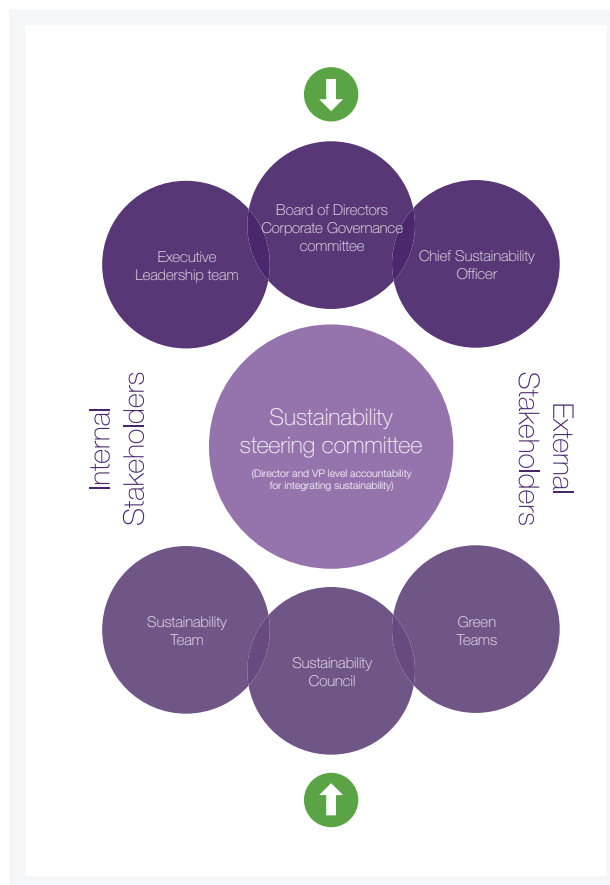 Board of Directors
Corporate Governance
committee
Executive
Leadership team
Chief Sustainability
Officer
Internal
Stakeholders
Sustainability
steering committee
(Director and VP level accountability
for integrating sustainability)
External
Stakeholders
Sustainability
Team
Sustainability
Council
Green
Teams